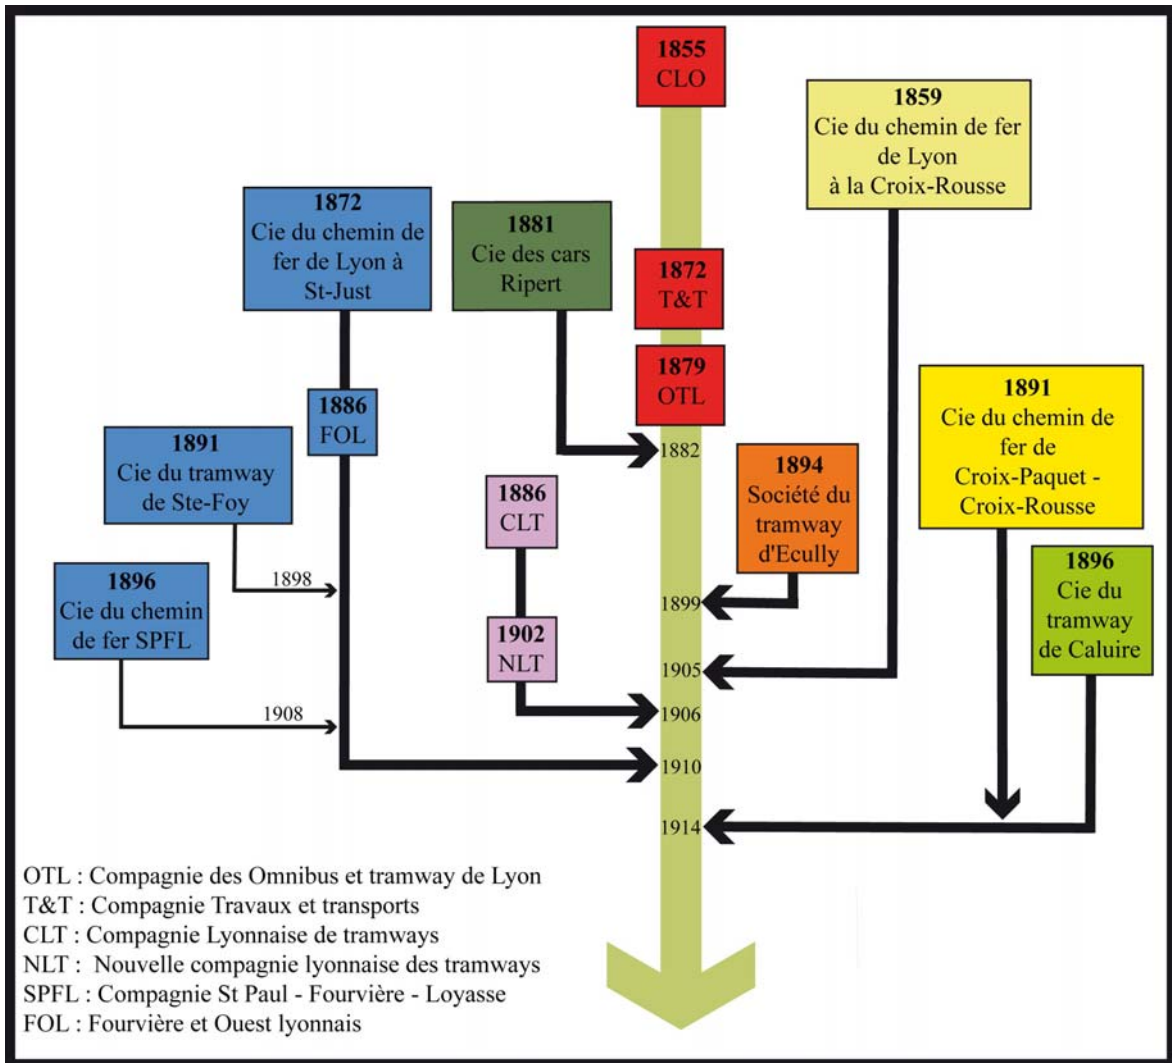 1855
CLO
1859
Cie du chemin de fer
de Lyon
à la Croix-Rousse
1872
Cie du chemin de
fer de Lyon à
St-Just
1881
Cie des cars
Ripert
1872
T&T
1879
OTL
1886
FOL
1891
Cie du chemin de
fer de
Croix-Paquet -
Croix-Rousse
1891
Cie du tramway
de Ste-Foy
1882
1894
Société du
tramway
d'Ecully
1886
CLT
1896
Cie du
tramway
de Caluire
1896
Cie du chemin
de fer SPFL
1898
1899
1902
NLT
1905
1908
1906
1910
1914
OTL : Compagnie des Omnibus et tramway de Lyon
T&T : Compagnie Travaux et transports
CLT : Compagnie Lyonnaise de tramways
NLT : Nouvelle compagnie lyonnaise des tramways
SPFL : Compagnie St Paul - Fourvière - Loyasse
FOL : Fourvière et Ouest lyonnais